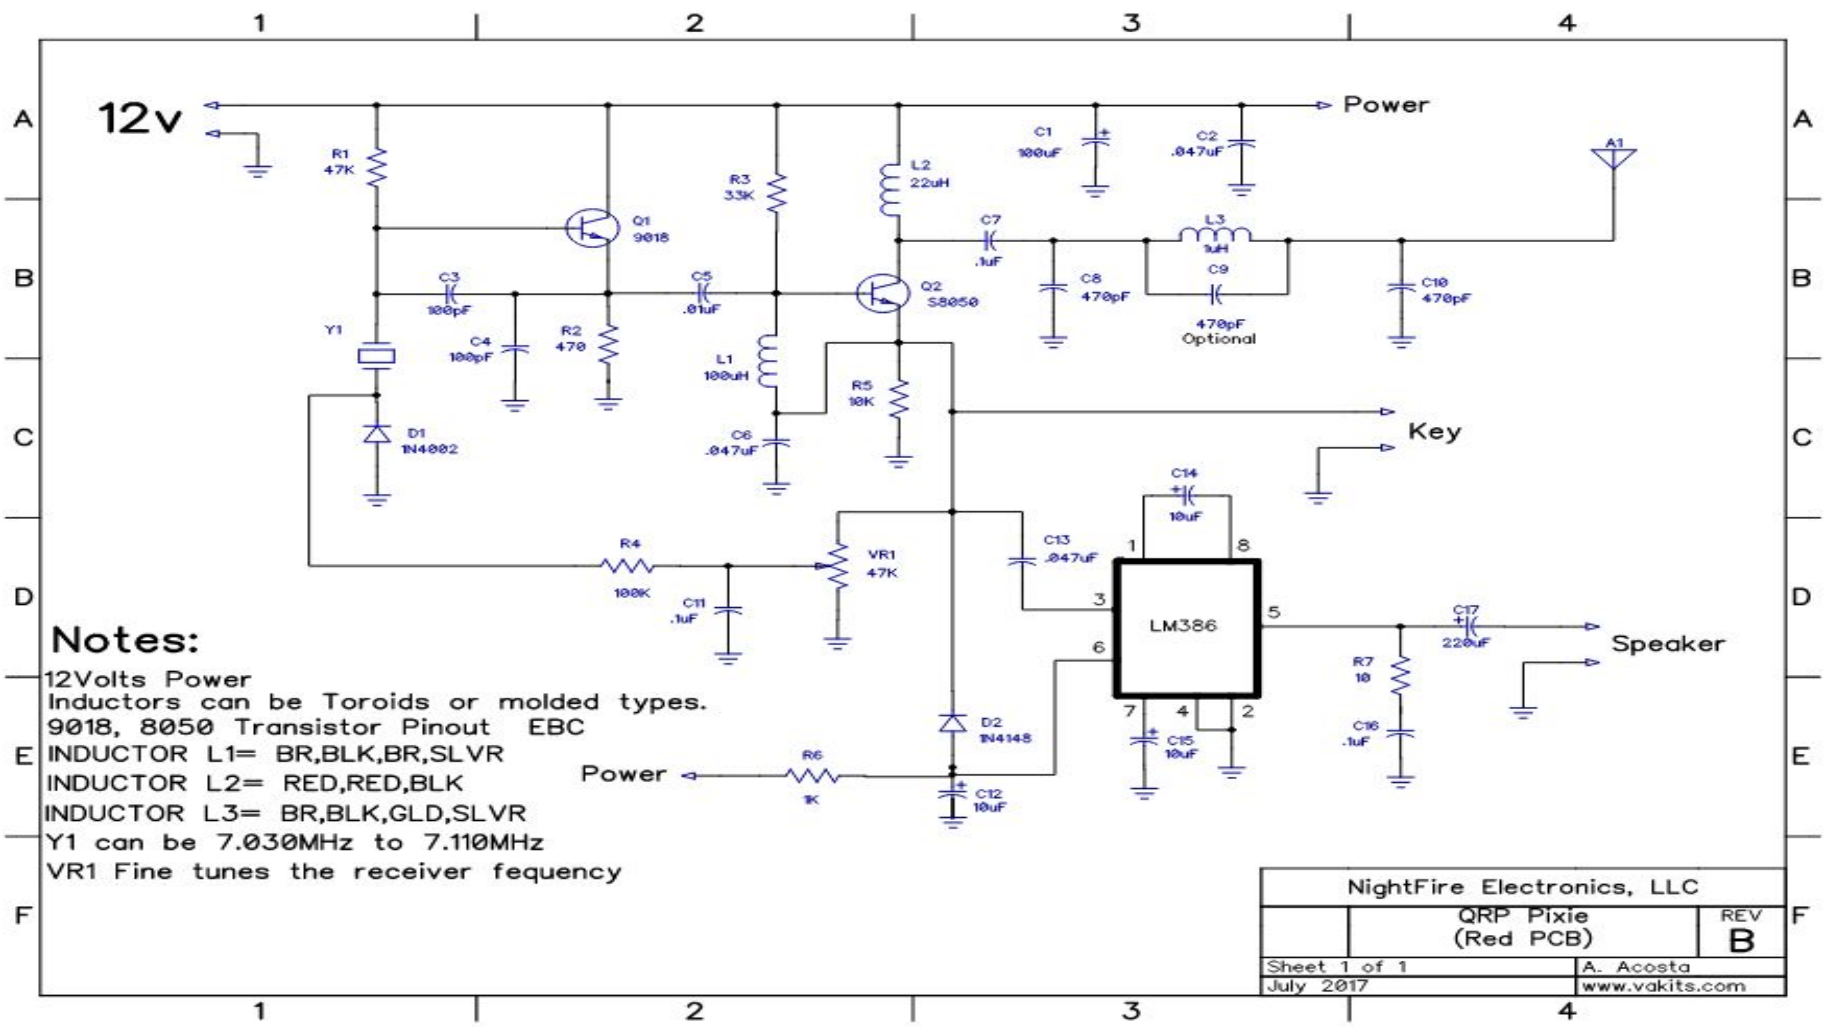 1 2 3 4
A
12v
Power
A
A1
R1
47K
C1
+
100uF
C2
.047uF
R3
33K
L2
22uH
Q1
9018
C7
.1uF
L3
1uH
B
C3
100pF
C5
.01uF
Q2
S8050
C8
470pF
C9
470pF
Optional
C10
470pF
B
Y1
C4
100pF
R2
470
L1
100uH
R5
10K
C
D1
1N4002
C6
.047uF
Key
C
C14
+
10uF
1
8
R4
100K
VR1
47K
C13
.047uF
D
C11
.1uF
3
LM386
5
6
7
4
2
C17
+
220uF
Speaker
D
R7
10
Notes:
12Volts Power
Inductors can be Toroids or molded types.
9018, 8050 Transistor Pinout EBC
INDUCTOR L1= BR,BLK,BR,SLVR
INDUCTOR L2= RED,RED,BLK
INDUCTOR L3= BR,BLK,GLD,SLVR
Y1 can be 7.030MHz to 7.110MHz
VR1 Fine tunes the receiver fequency
E
Power
R6
1K
D2
1N4148
+
C12
10uF
+
C15
10uF
C16
.1uF
E
F
NightFire Electronics, LLC
QRP Pixie
(Red PCB)
REV
B
Sheet 1 of 1
A. Acosta
July 2017
www.vakits.com
F
1 2 3 4